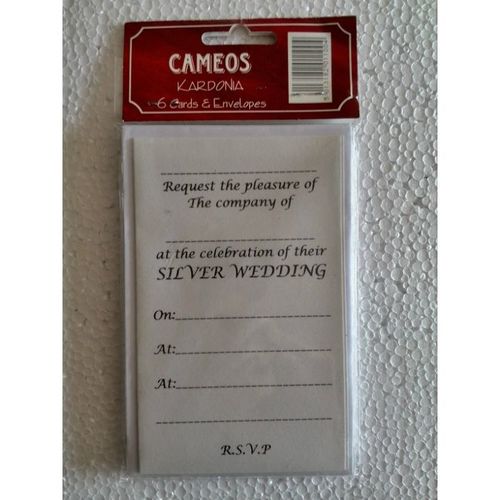 CAMEOS
KARDONIA
6 Cards & Envelopes
Request the pleasure of
The company of
at the celebration of their
SILVER WEDDING
On:
At:
At:
R.S.V.P